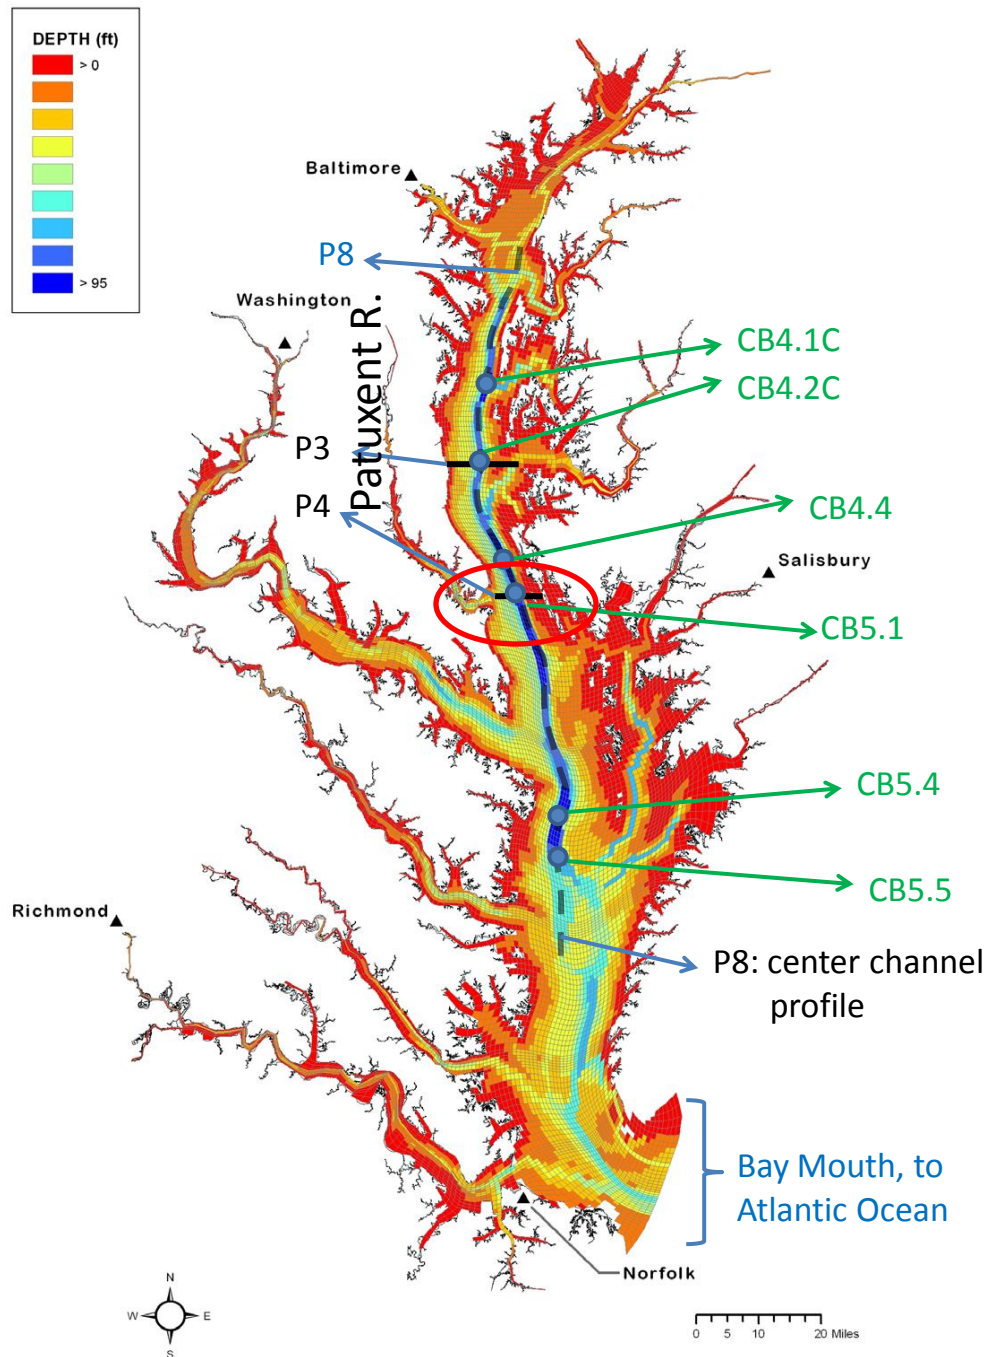 DEPTH (ft)
> 0
> 95
Baltimore
P8
Washington
Patuxent R.
CB4.1C
CB4.2C
P3
P4
CB4.4
Salisbury
CB5.1
CB5.4
CB5.5
Richmond
P8: center channel
profile
Bay Mouth, to
Atlantic Ocean
Norfolk
N
W
E
S
0 5 10 20 Miles